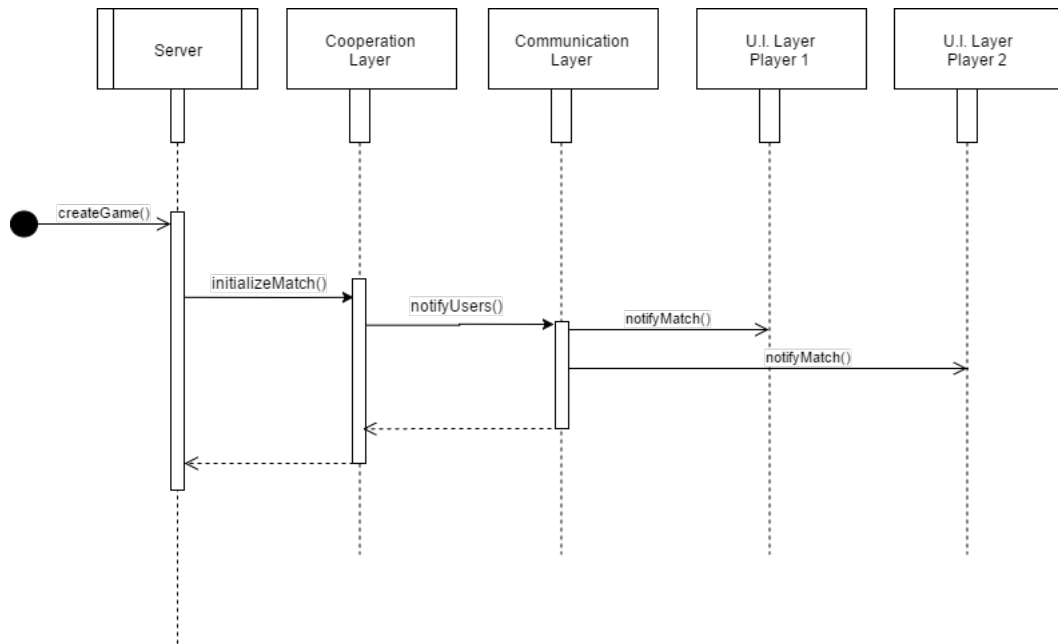 Server
Cooperation
Layer
Communication
Layer
U.I. Layer
Player 1
U.I. Layer
Player 2
createGame()
initializeMatch()
notifyUsers()
notifyMatch()
notifyMatch()